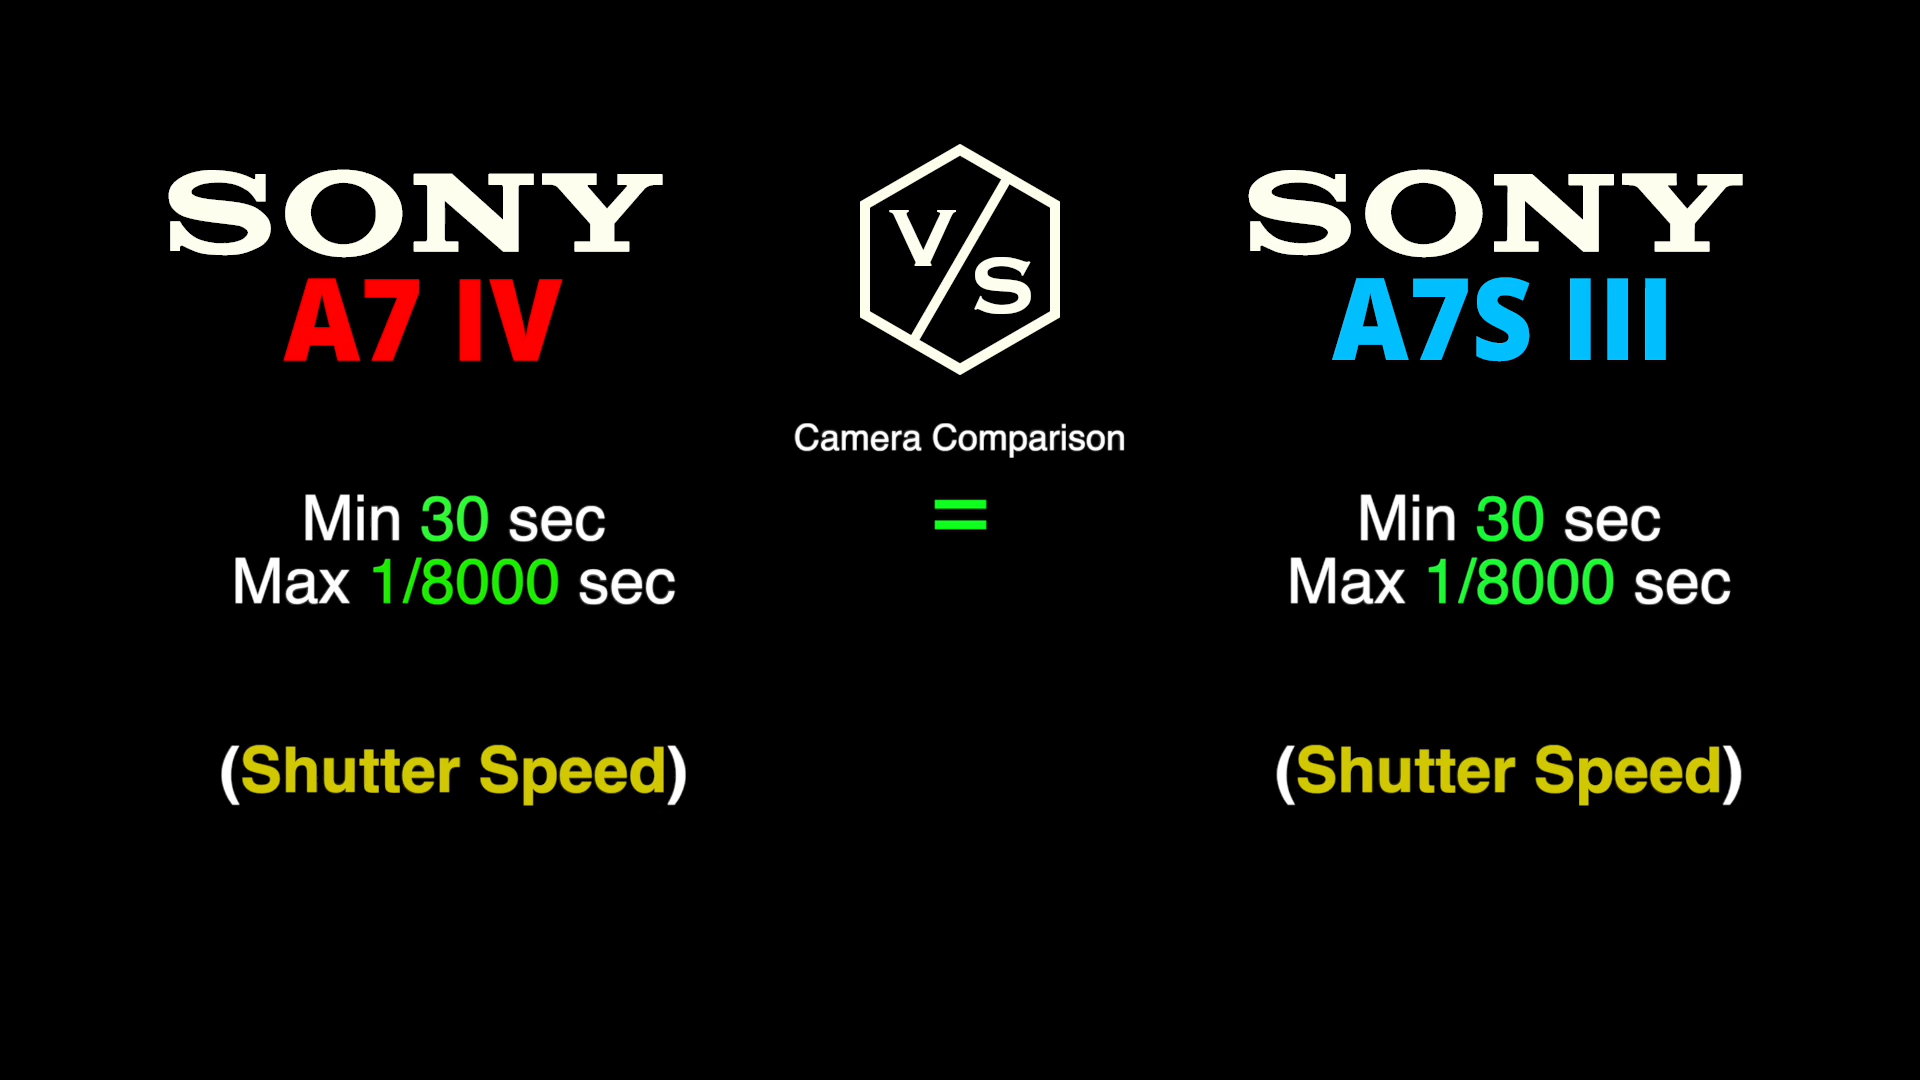 SONY
A7 IV
VS
SONY
A7S III
Camera Comparison
Min 30 sec
Max 1/8000 sec
=
Min 30 sec
Max 1/8000 sec
(Shutter Speed)
(Shutter Speed)